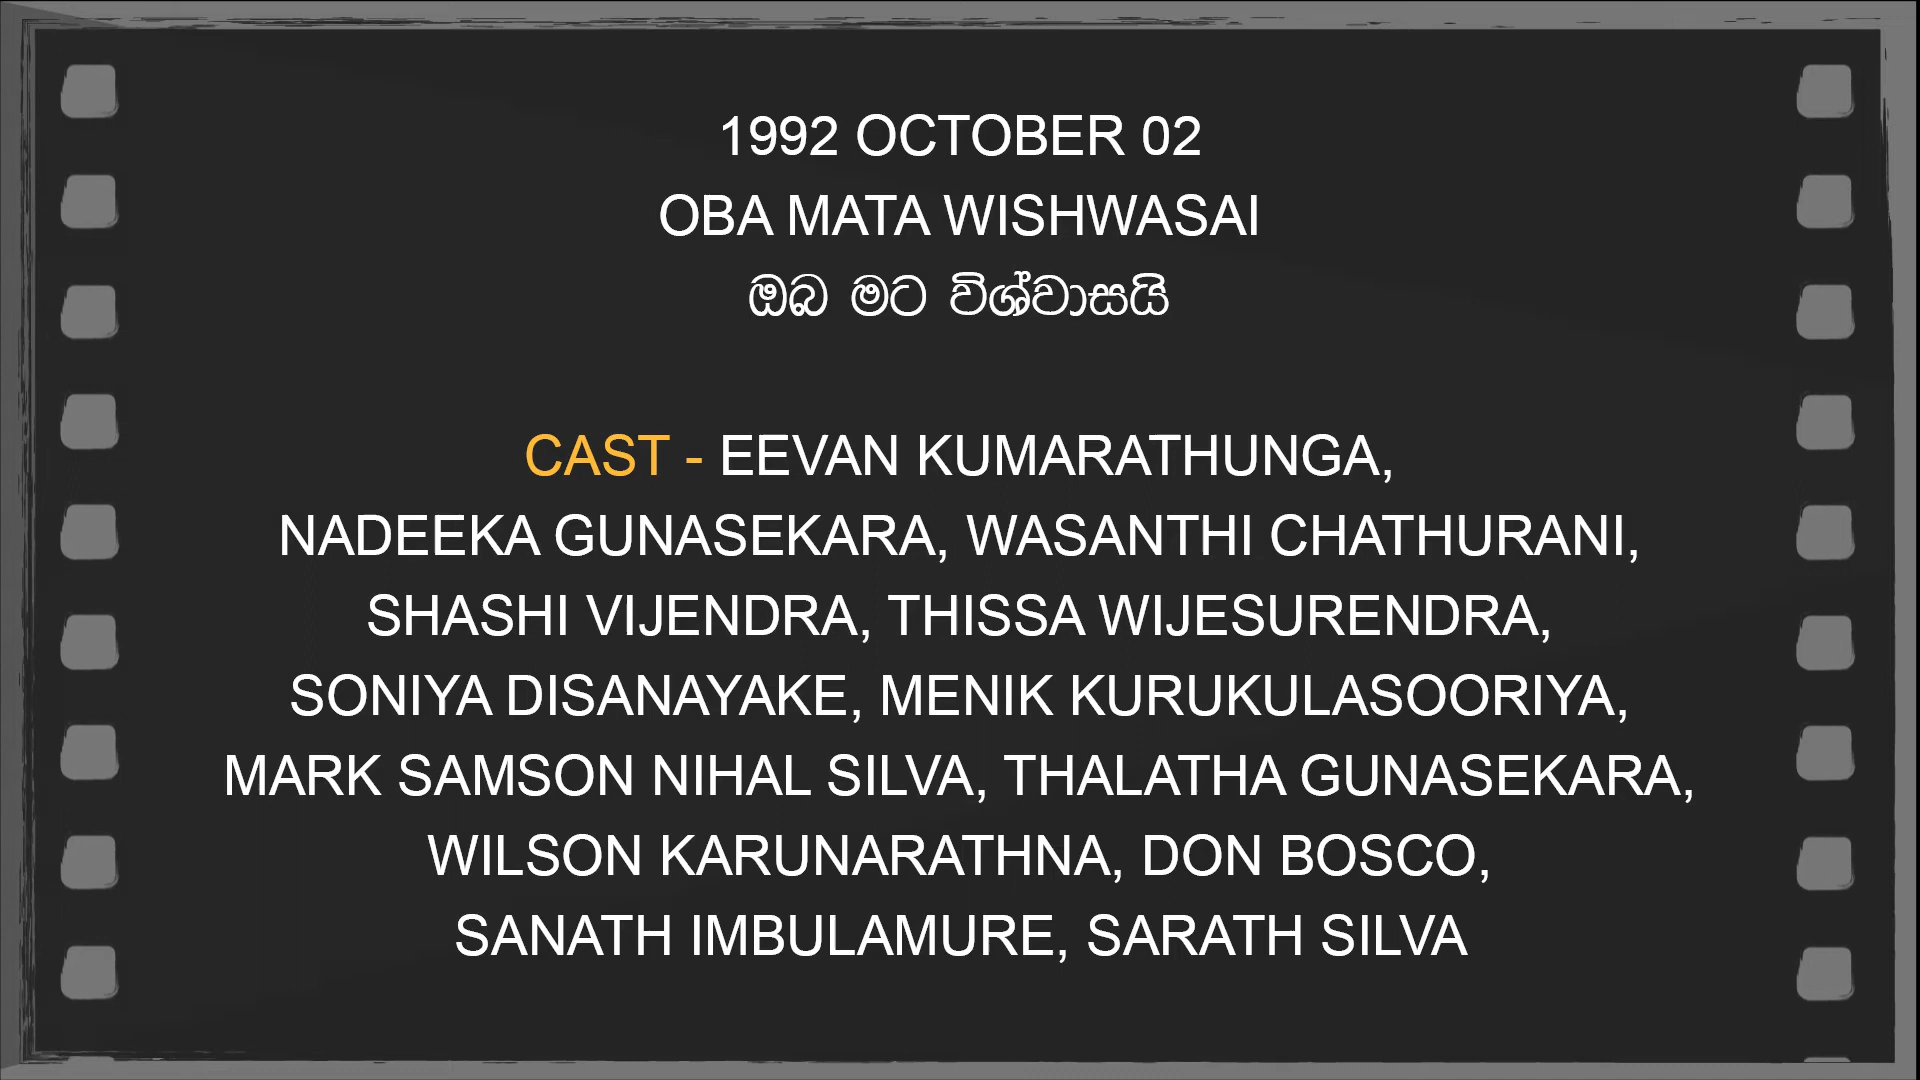 1992 OCTOBER 02
OBA MATA WISHWASAI
ඔබ මට විශ්වාසයි
CAST - EEVAN KUMARATHUNGA,
NADEEKA GUNASEKARA, WASANTHI CHATHURANI,
SHASHI VIJENDRA, THISSA WIJESURENDRA,
SONIYA DISANAYAKE, MENIK KURUKULASOORIYA,
MARK SAMSON NIHAL SILVA, THALATHA GUNASEKARA,
WILSON KARUNARATHNA, DON BOSCO,
SANATH IMBULAMURE, SARATH SILVA